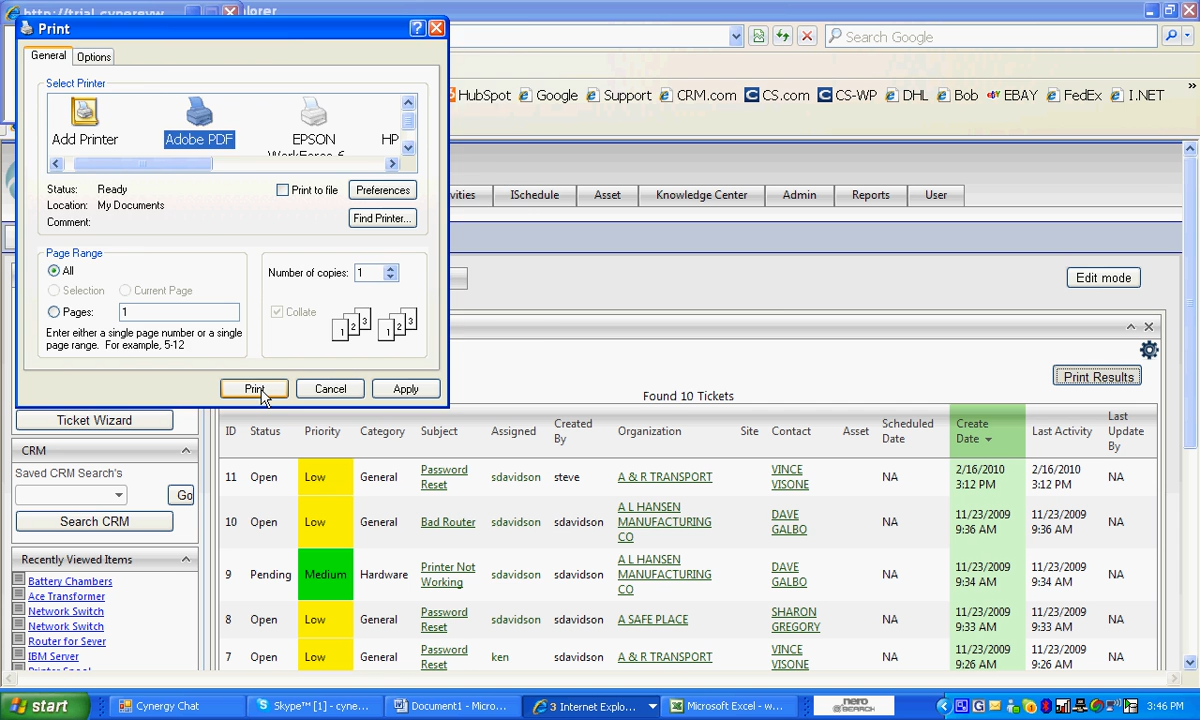 http://trial.cynergy
plorer
Print
General
Options
Search Google
Select Printer
Add Printer
Adobe PDF
EPSON
HP
Status: Ready
Location: My Documents
Comment:
Print to file
Preferences
Find Printer...
HubSpot
Google
Support
CRM.com
CS.com
CS-WP
DHL
Bob
EBAY
FedEx
I.NET
vities
ISchedule
Asset
Knowledge Center
Admin
Reports
User
Page Range
All
Selection
Current Page
Pages: 1
Enter either a single page number or a single
page range. For example, 5-12
Number of copies: 1
Collate
1 2 3
1 2 3
Print
Cancel
Apply
Edit mode
Print Results
Found 10 Tickets
Ticket Wizard
CRM
Saved CRM Search's
Go
Search CRM
Recently Viewed Items
Battery Chambers
Ace Transformer
Network Switch
Network Switch
Router for Sever
IBM Server
ID Status Priority Category Subject Assigned Created By Organization Site Contact Asset Scheduled Date Create Date Last Activity Last Update By
11 Open Low General Password Reset sdavidson steve A & R TRANSPORT VINCE VISONE NA 2/16/2010 3:12 PM 2/16/2010 3:12 PM NA
10 Open Low General Bad Router sdavidson sdavidson A L HANSEN MANUFACTURING CO DAVE GALBO NA 11/23/2009 9:36 AM 11/23/2009 9:36 AM NA
9 Pending Medium Hardware Printer Not Working sdavidson sdavidson A L HANSEN MANUFACTURING CO DAVE GALBO NA 11/23/2009 9:34 AM 11/23/2009 9:34 AM NA
8 Open Low General Password Reset sdavidson sdavidson A SAFE PLACE SHARON GREGORY NA 11/23/2009 9:33 AM 11/23/2009 9:33 AM NA
7 Open Low General Password Reset ken sdavidson A & R TRANSPORT VINCE VISONE NA 11/23/2009 9:26 AM 11/23/2009 9:26 AM NA
start
Cynergy Chat
Skype™ [1] - cyne...
Document1 - Micro...
3 Internet Explo...
Microsoft Excel - w...
nero
SEARCH
3:46 PM